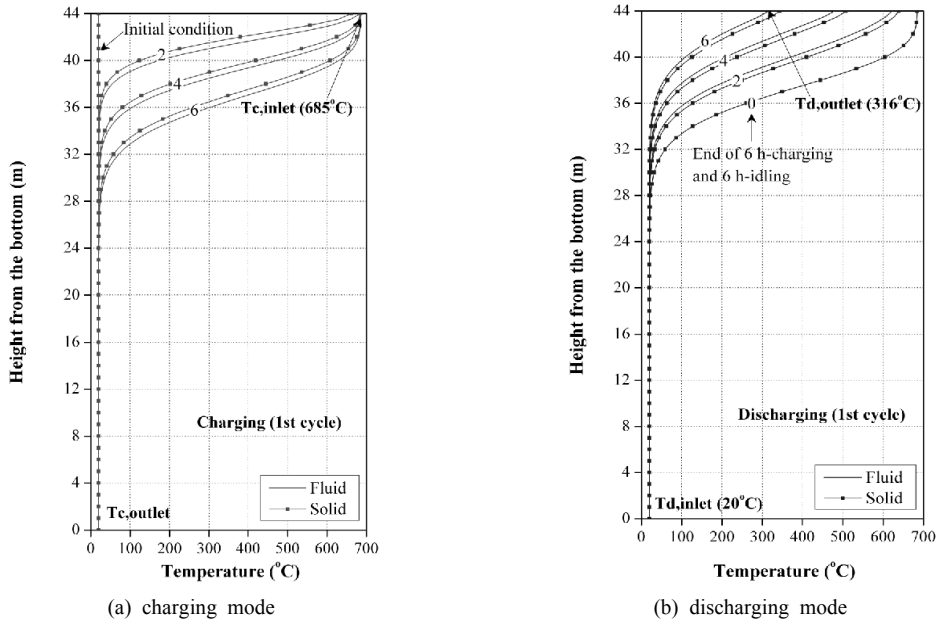 Height from the bottom (m)
44
40
36
32
28
24
20
16
12
8
4
0
Initial condition
2
4
6
Tc,inlet (685°C)
Charging (1st cycle)
Fluid
Solid
Tc,outlet
0 100 200 300 400 500 600 700
Temperature (°C)
(a) charging mode
Height from the bottom (m)
44
40
36
32
28
24
20
16
12
8
4
0
6
4
2
0
Td,outlet (316°C)
End of 6 h-charging
and 6 h-idling
Discharging (1st cycle)
Fluid
Solid
Td,inlet (20°C)
0 100 200 300 400 500 600 700
Temperature (°C)
(b) discharging mode